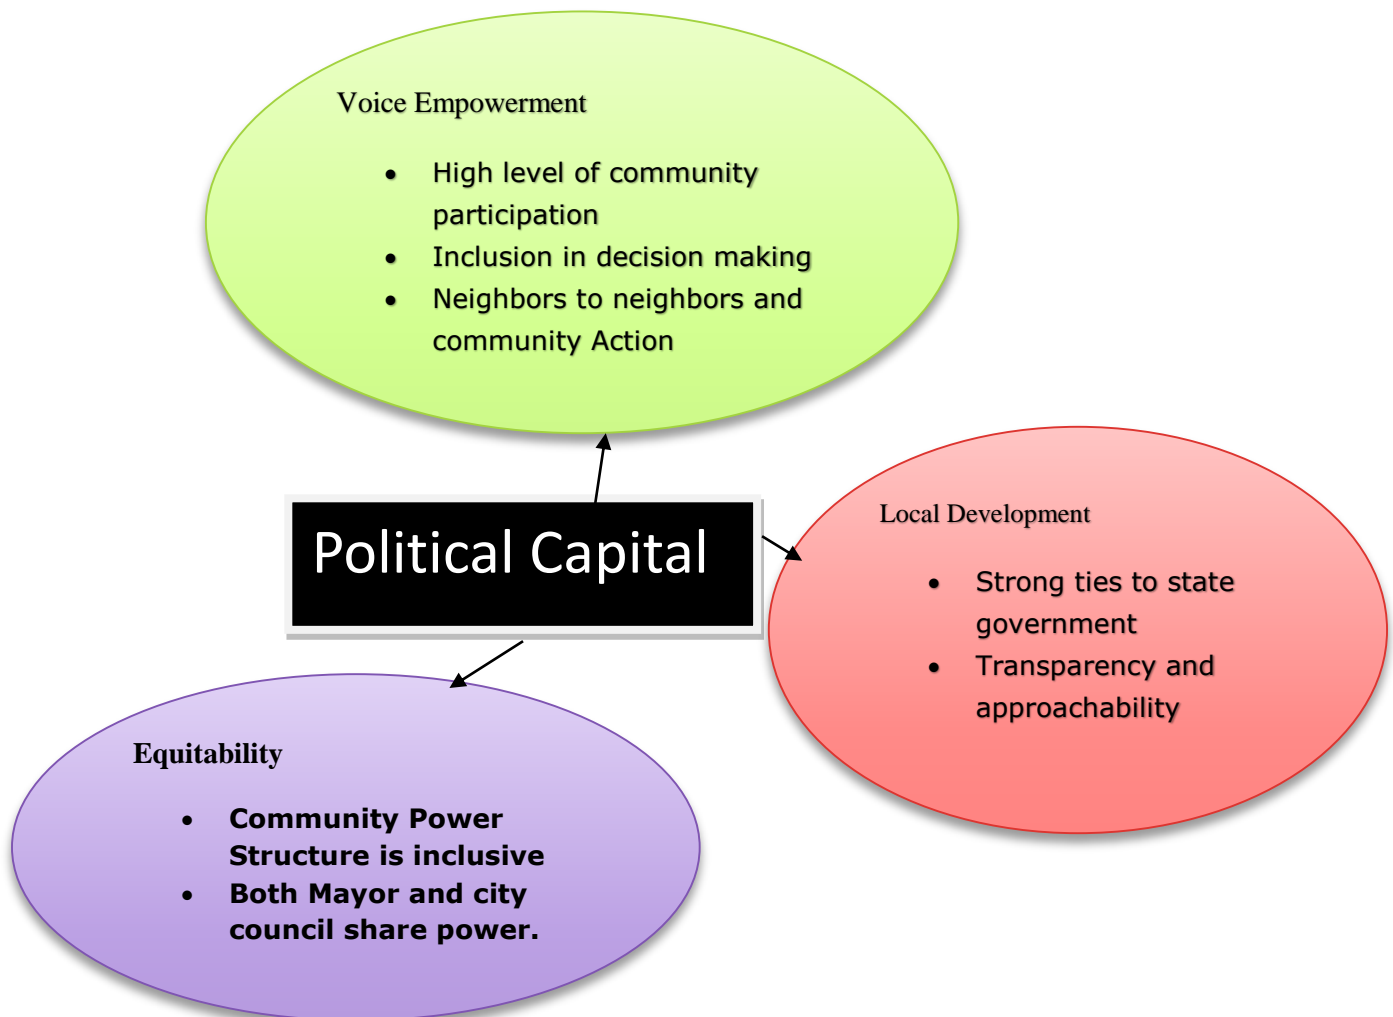 Voice Empowerment
• High level of community
participation
• Inclusion in decision making
• Neighbors to neighbors and
community Action
Political Capital
Local Development
• Strong ties to state
government
• Transparency and
approachability
Equitability
• Community Power
Structure is inclusive
• Both Mayor and city
council share power.